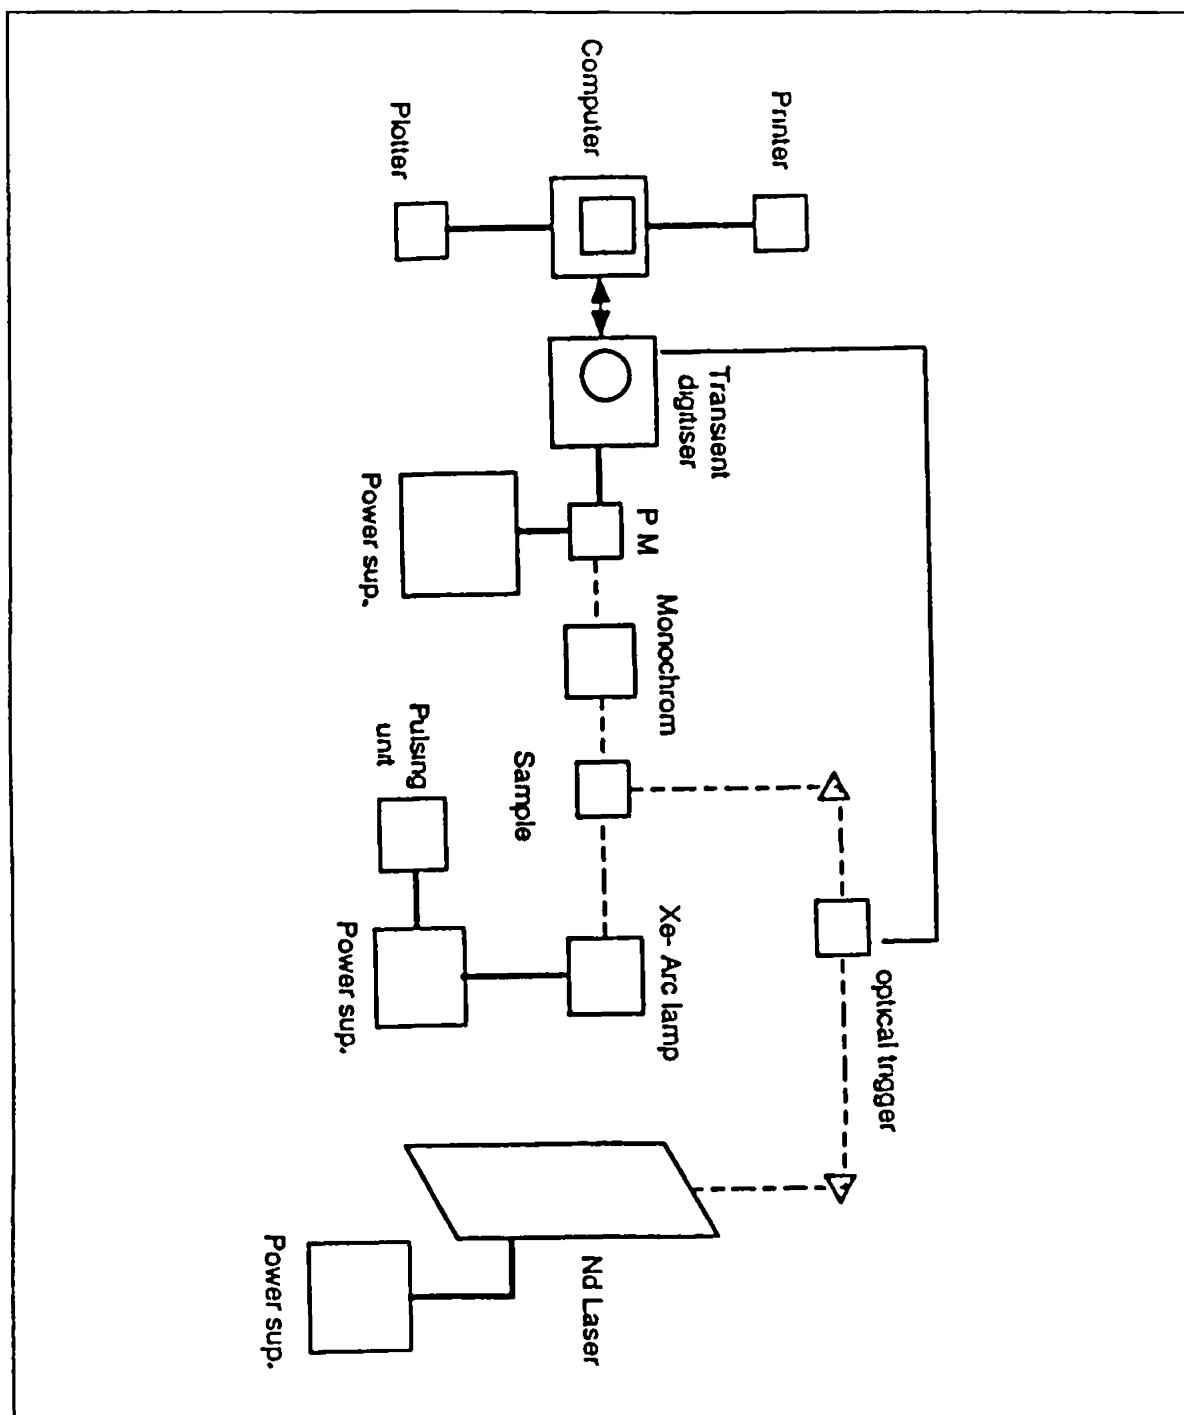 Printer
Computer
Plotter
Transient
digitiser
P M
Power sup.
Monochrom
Sample
Pulsing
unit
Power sup.
Xe- Arc lamp
optical trigger
Nd Laser
Power sup.